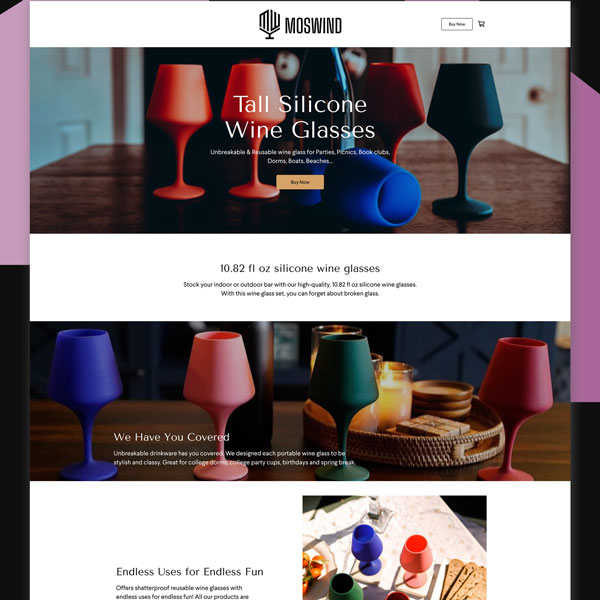 MOSWIND
Buy Now
Tall Silicone
Wine Glasses
Unbreakable & Reusable wine glass for Parties, Picnics, Book clubs,
Dorms, Boats, Beaches...
Buy Now
10.82 fl oz silicone wine glasses
Stock your indoor or outdoor bar with our high-quality, 10.82 fl oz silicone wine glasses.
With this wine glass set, you can forget about broken glass.
We Have You Covered
Unbreakable drinkware has you covered. We designed each portable wine glass to be
stylish and classy. Great for college dorms, college party cups, birthdays and spring break.
Endless Uses for Endless Fun
Offers shatterproof reusable wine glasses with
endless uses for endless fun! All our products are